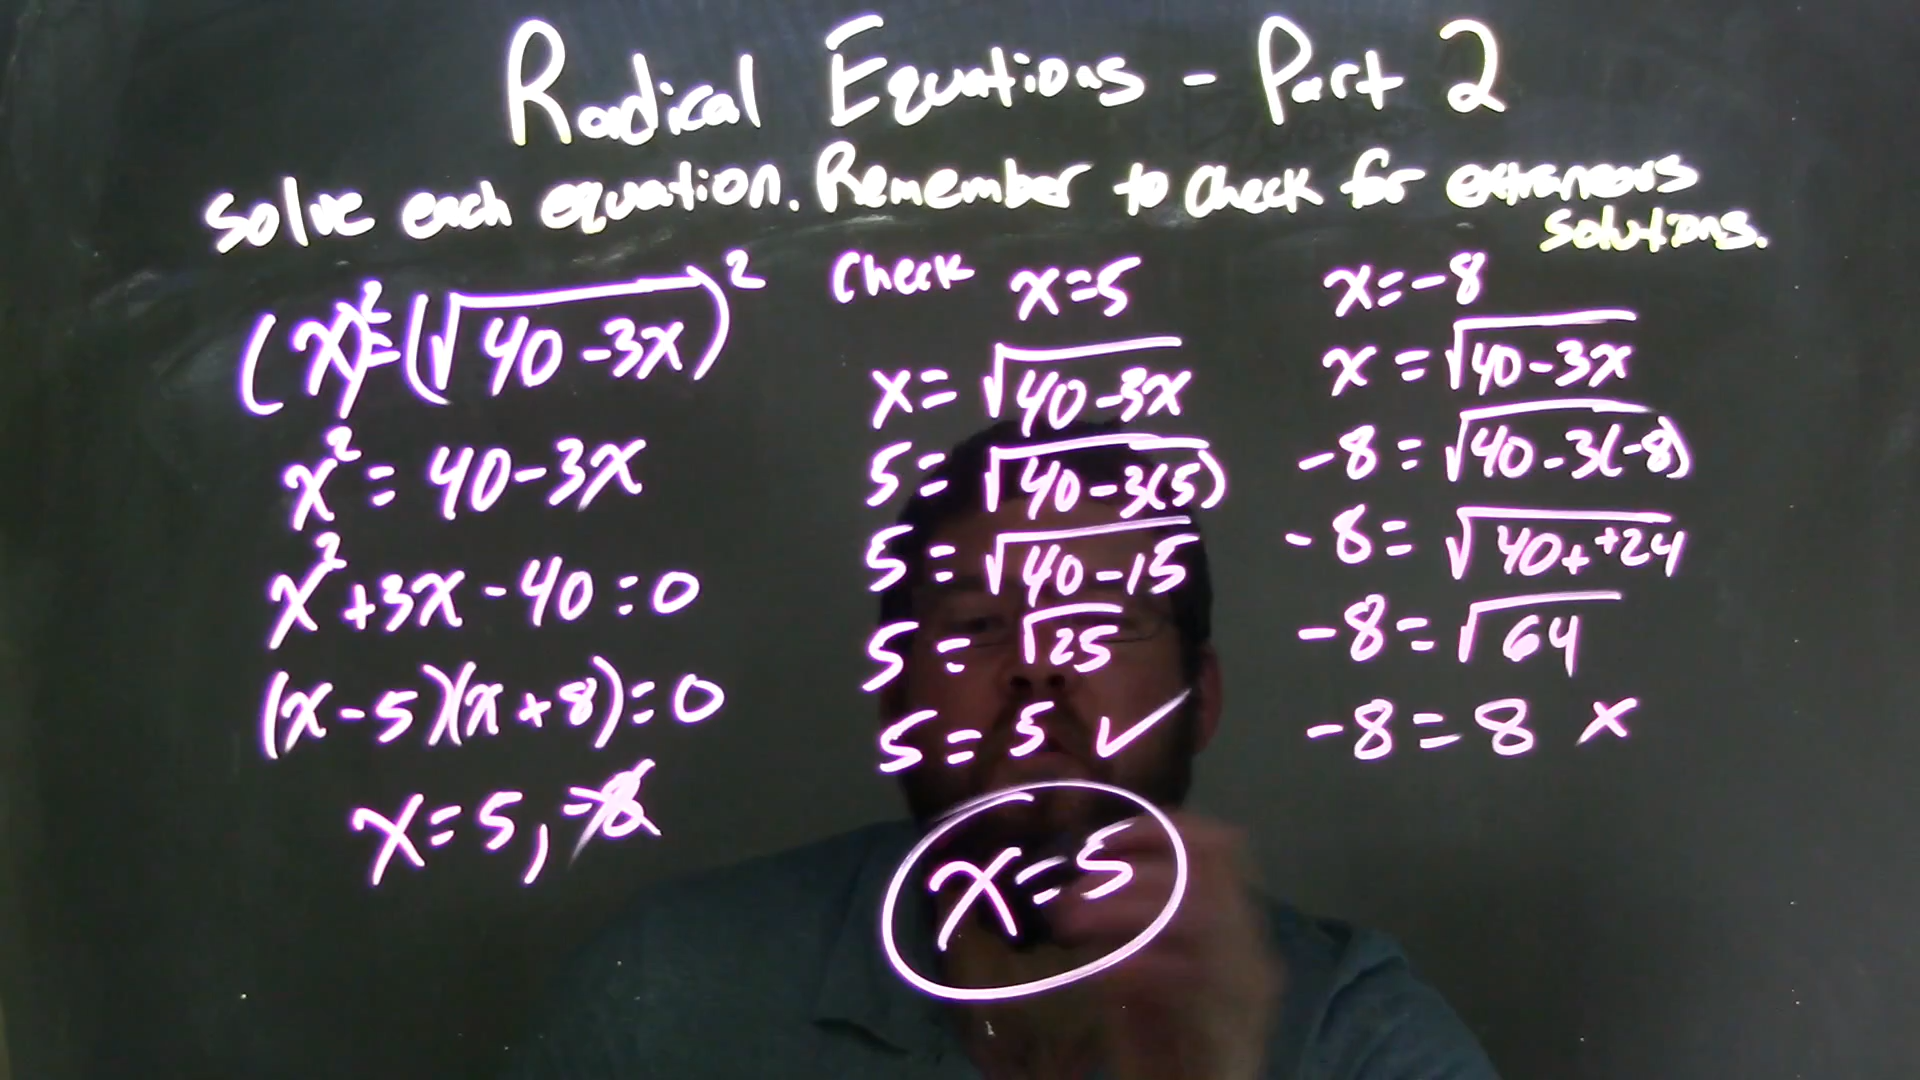 Radical Equations - Part 2
Solve each equation. Remember to check for extraneous
solutions.
(x)²=(√40-3x)²
x²=40-3x
x²+3x-40=0
(x-5)(x+8)=0
x=5,-8
Check x=5
x=√40-3x
5=√40-3(5)
5=√40-15
5=√25
5=5 ✓
x=5
x=-8
x=√40-3x
-8=√40-3(-8)
-8=√40++24
-8=√64
-8=8 x